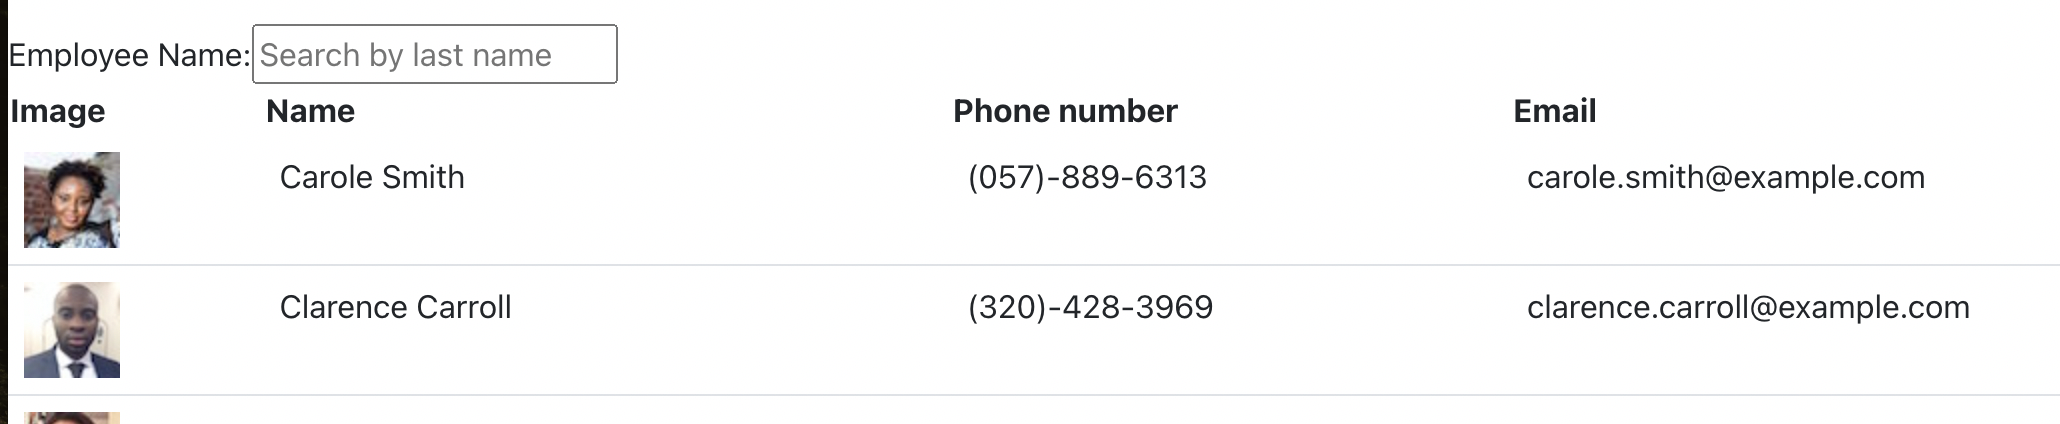 Employee Name: Search by last name
Image Name Phone number Email
Carole Smith (057)-889-6313 carole.smith@example.com
Clarence Carroll (320)-428-3969 clarence.carroll@example.com